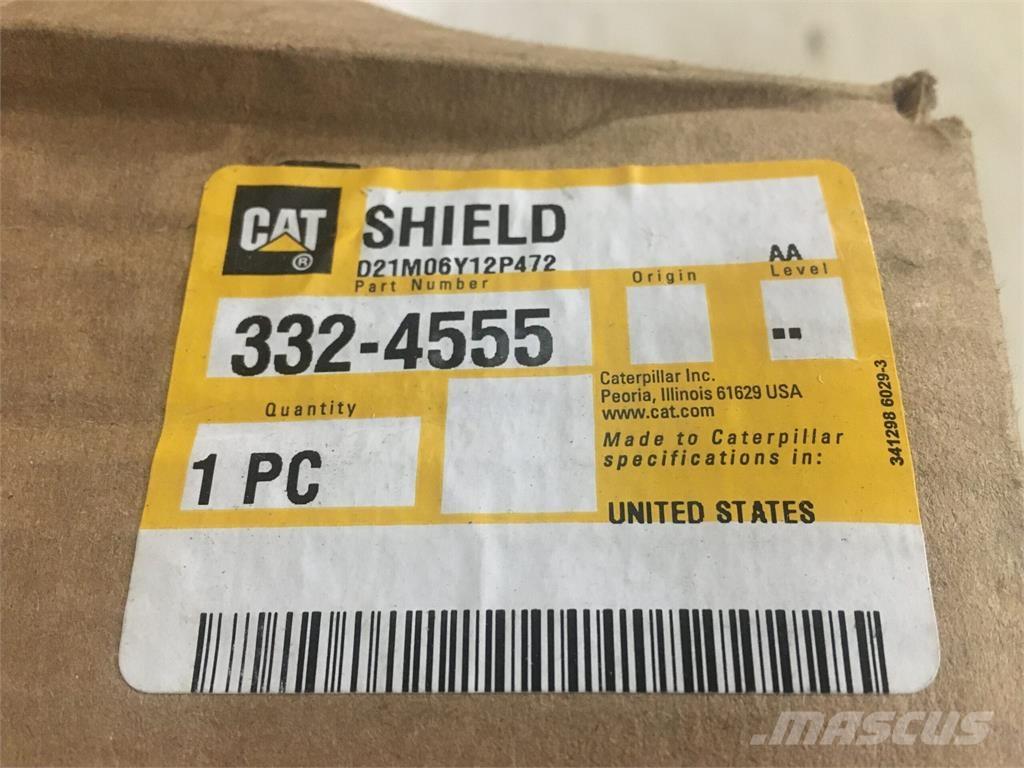 CAT
®
SHIELD
D21M06Y12P472
AA
Part Number
Origin
Level
332-4555
--
Quantity
1 PC
Caterpillar Inc.
Peoria, Illinois 61629 USA
www.cat.com
Made to Caterpillar
specifications in:
UNITED STATES
341298 6029-3
MASCUS